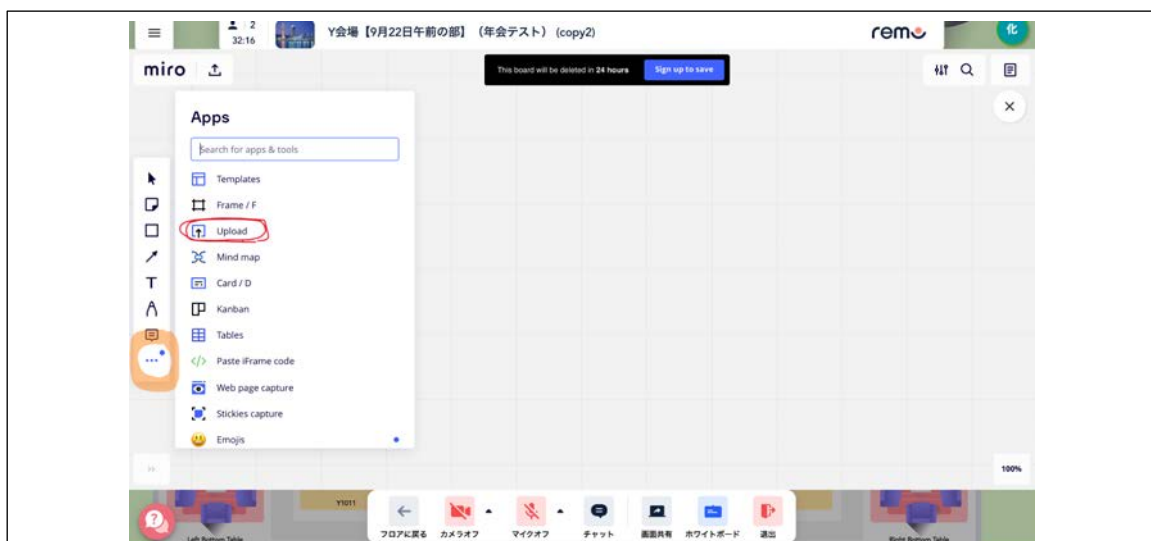 2
32:16
Y会場【9月22日午前の部】（年会テスト）(copy2)
remo
化
miro
This board will be deleted in 24 hours
Sign up to save
Apps
Search for apps & tools
Templates
Frame / F
Upload
Mind map
T
Card / D
Kanban
Tables
Paste iFrame code
Web page capture
Stickies capture
Emojis
100%
Y1011
フロアに戻る
カメラオフ
マイクオフ
チャット
画面共有
ホワイトボード
退出
Left Bottom Table
Right Bottom Table